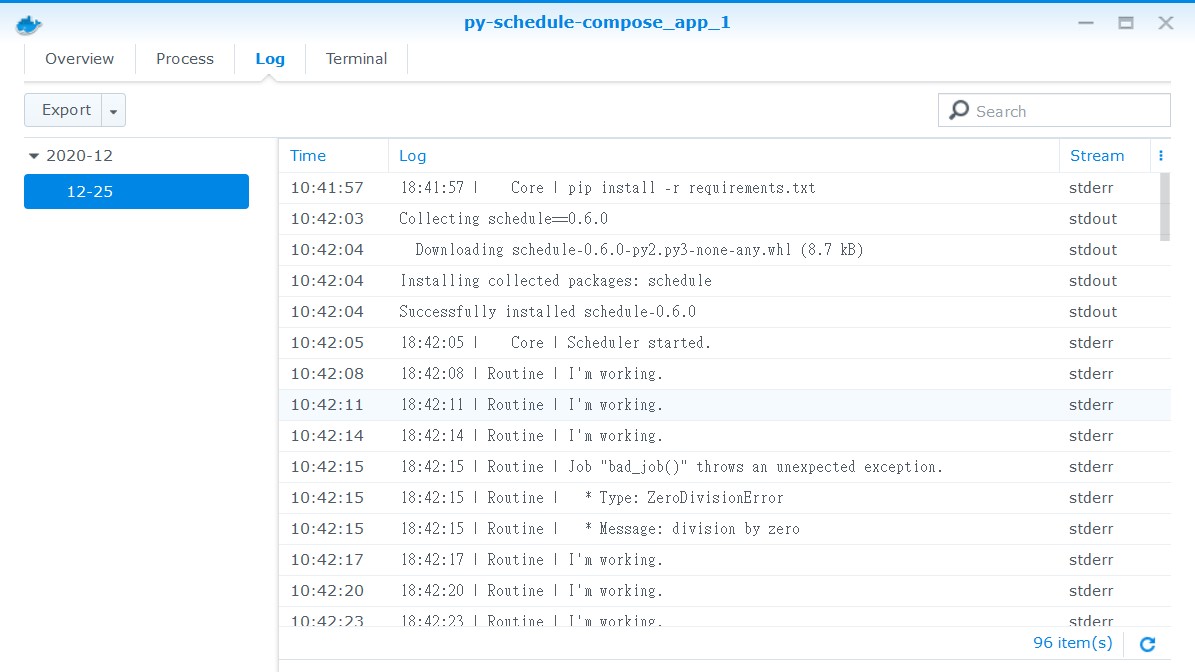 py-schedule-compose_app_1
Overview Process Log Terminal
Export Search
2020-12
12-25
Time Log Stream
10:41:57 18:41:57 |    Core | pip install -r requirements.txt stderr
10:42:03 Collecting schedule==0.6.0 stdout
10:42:04   Downloading schedule-0.6.0-py2.py3-none-any.whl (8.7 kB) stdout
10:42:04 Installing collected packages: schedule stdout
10:42:04 Successfully installed schedule-0.6.0 stdout
10:42:05 18:42:05 |    Core | Scheduler started. stderr
10:42:08 18:42:08 | Routine | I'm working. stderr
10:42:11 18:42:11 | Routine | I'm working. stderr
10:42:14 18:42:14 | Routine | I'm working. stderr
10:42:15 18:42:15 | Routine | Job "bad_job()" throws an unexpected exception. stderr
10:42:15 18:42:15 | Routine |   * Type: ZeroDivisionError stderr
10:42:15 18:42:15 | Routine |   * Message: division by zero stderr
10:42:17 18:42:17 | Routine | I'm working. stderr
10:42:20 18:42:20 | Routine | I'm working. stderr
10:42:23 18:42:23 | Routine | I'm working. stderr
96 item(s)